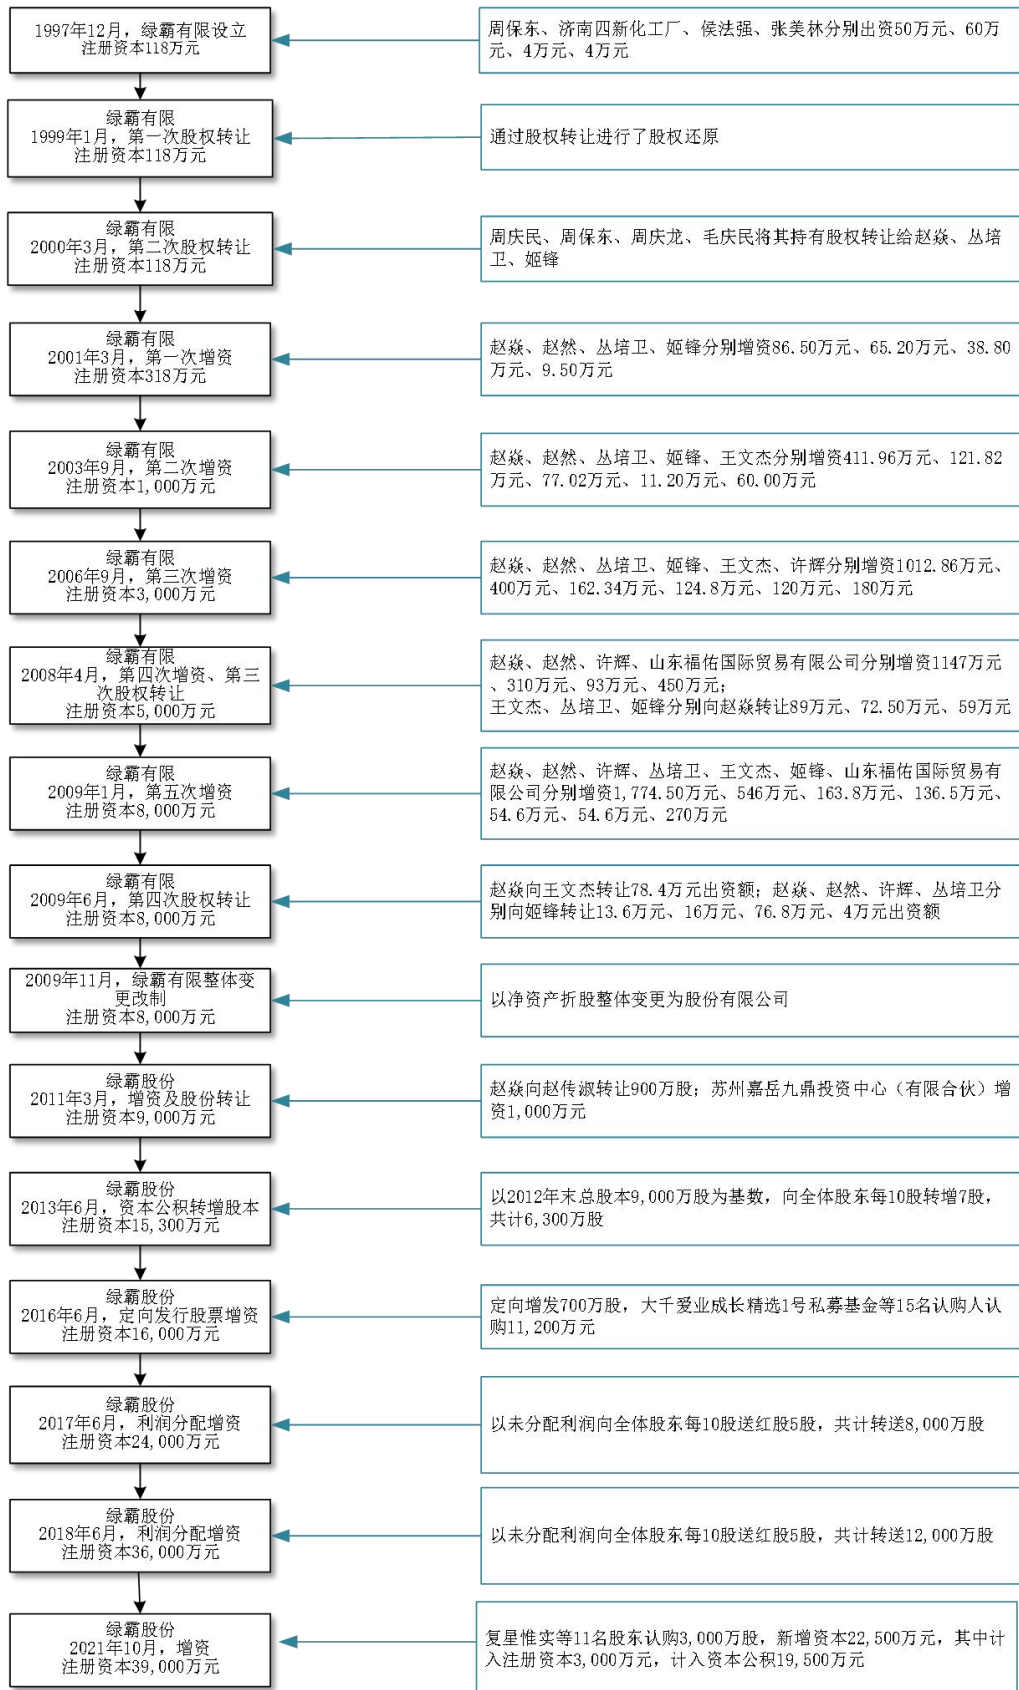 1997年12月，绿霸有限设立
注册资本118万元
周保东、济南四新化工厂、侯法强、张美林分别出资50万元、60万
元、4万元、4万元
绿霸有限
1999年1月，第一次股权转让
注册资本118万元
通过股权转让进行了股权还原
绿霸有限
2000年3月，第二次股权转让
注册资本118万元
周庆民、周保东、周庆龙、毛庆民将其持有股权转让给赵焱、丛培
卫、姬锋
绿霸有限
2001年3月，第一次增资
注册资本318万元
赵焱、赵然、丛培卫、姬锋分别增资86.50万元、65.20万元、38.80
万元、9.50万元
绿霸有限
2003年9月，第二次增资
注册资本1,000万元
赵焱、赵然、丛培卫、姬锋、王文杰分别增资411.96万元、121.82
万元、77.02万元、11.20万元、60.00万元
绿霸有限
2006年9月，第三次增资
注册资本3,000万元
赵焱、赵然、丛培卫、姬锋、王文杰、许辉分别增资1012.86万元、
400万元、162.34万元、124.8万元、120万元、180万元
绿霸有限
2008年4月，第四次增资、第三
次股权转让
注册资本5,000万元
赵焱、赵然、许辉、山东福佑国际贸易有限公司分别增资1147万元
、310万元、93万元、450万元；
王文杰、丛培卫、姬锋分别向赵焱转让89万元、72.50万元、59万元
绿霸有限
2009年1月，第五次增资
注册资本8,000万元
赵焱、赵然、许辉、丛培卫、王文杰、姬锋、山东福佑国际贸易有
限公司分别增资1,774.50万元、546万元、163.8万元、136.5万元、
54.6万元、54.6万元、270万元
绿霸有限
2009年6月，第四次股权转让
注册资本8,000万元
赵焱向王文杰转让78.4万元出资额；赵焱、赵然、许辉、丛培卫分
别向姬锋转让13.6万元、16万元、76.8万元、4万元出资额
2009年11月，绿霸有限整体变
更改制
注册资本8,000万元
以净资产折股整体变更为股份有限公司
绿霸股份
2011年3月，增资及股份转让
注册资本9,000万元
赵焱向赵传淑转让900万股；苏州嘉岳九鼎投资中心（有限合伙）增
资1,000万元
绿霸股份
2013年6月，资本公积转增股本
注册资本15,300万元
以2012年末总股本9,000万股为基数，向全体股东每10股转增7股，
共计6,300万股
绿霸股份
2016年6月，定向发行股票增资
注册资本16,000万元
定向增发700万股，大千爱业成长精选1号私募基金等15名认购人认
购11,200万元
绿霸股份
2017年6月，利润分配增资
注册资本24,000万元
以未分配利润向全体股东每10股送红股5股，共计转送8,000万股
绿霸股份
2018年6月，利润分配增资
注册资本36,000万元
以未分配利润向全体股东每10股送红股5股，共计转送12,000万股
绿霸股份
2021年10月，增资
注册资本39,000万元
复星惟实等11名股东认购3,000万股，新增资本22,500万元，其中计
入注册资本3,000万元，计入资本公积19,500万元